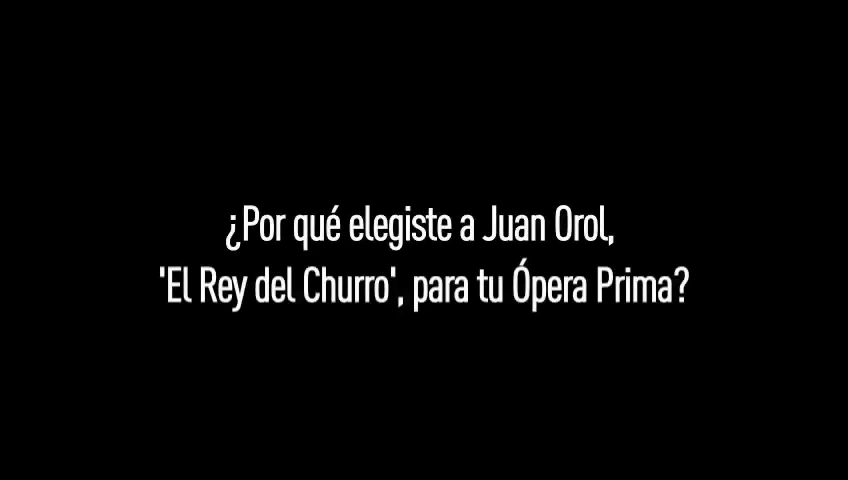 ¿Por qué elegiste a Juan Orol,
'El Rey del Churro', para tu Ópera Prima?